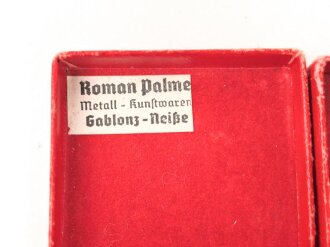 Roman Palme
Metall - Kunstwaren
Gablonz - Neiße